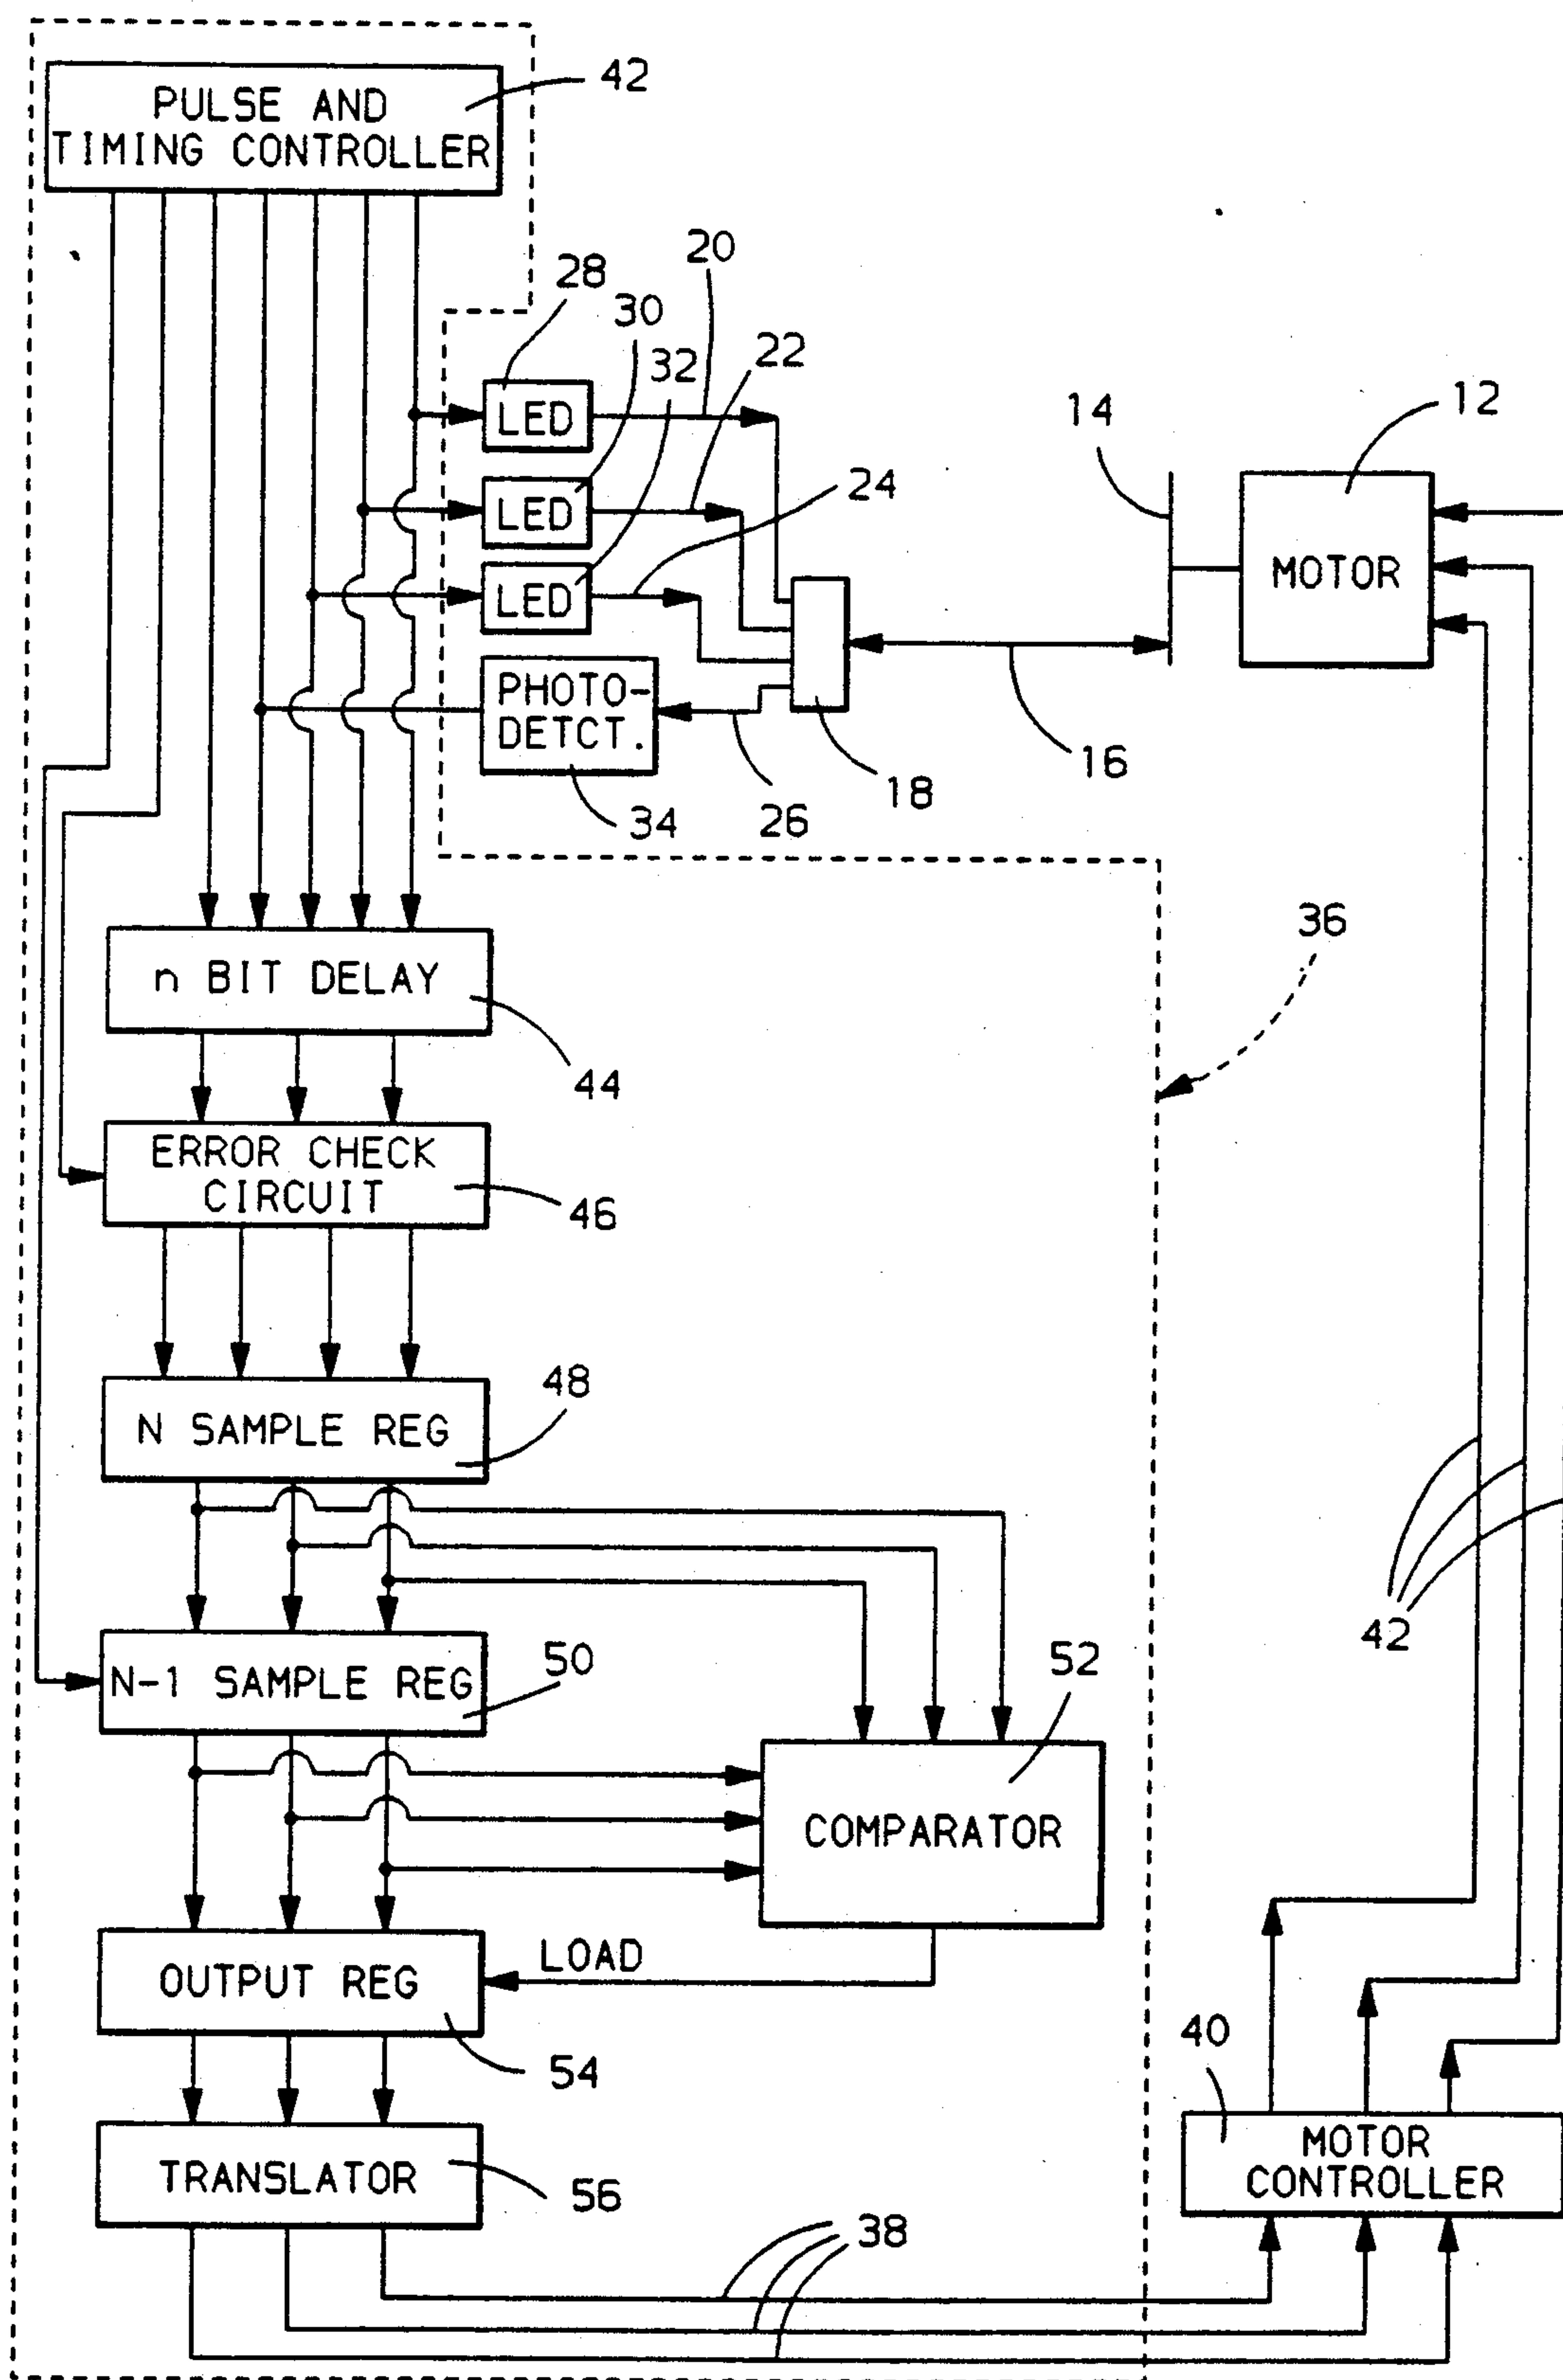 42
PULSE AND
TIMING CONTROLLER
20
28
30
22
32
12
14
LED
24
LED
MOTOR
LED
PHOTO-
DETCT.
16
18
34
26
36
n BIT DELAY
44
ERROR CHECK
CIRCUIT
46
48
N SAMPLE REG
42
50
52
N-1 SAMPLE REG
COMPARATOR
LOAD
OUTPUT REG
40
54
MOTOR
CONTROLLER
TRANSLATOR
56
38